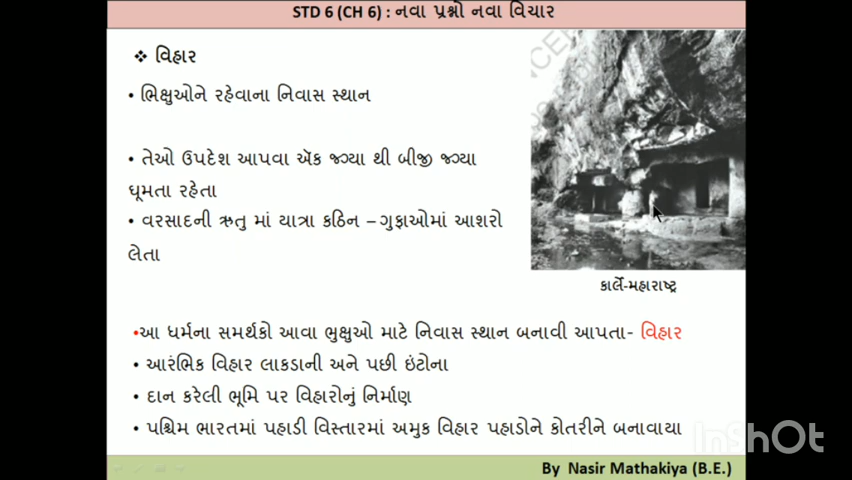 STD 6 (CH 6) : નવા પ્રશ્નો નવા વિચાર
❖ વિહાર
• ભિક્ષુઓને રહેવાના નિવાસ સ્થાન
• તેઓ ઉપદેશ આપવા ઍક જગ્યા થી બીજી જગ્યા
ઘૂમતા રહેતા
• વરસાદની ઋતુ માં યાત્રા કઠિન – ગુફાઓમાં આશરો
લેતા
કાર્લે-મહારાષ્ટ્ર
•આ ધર્મના સમર્થકો આવા ભુક્ષુઓ માટે નિવાસ સ્થાન બનાવી આપતા- વિહાર
• આરંભિક વિહાર લાકડાની અને પછી ઇંટોના
• દાન કરેલી ભૂમિ પર વિહારોનું નિર્માણ
• પશ્ચિમ ભારતમાં પહાડી વિસ્તારમાં અમુક વિહાર પહાડોને કોતરીને બનાવાયા
InShot
By Nasir Mathakiya (B.E.)